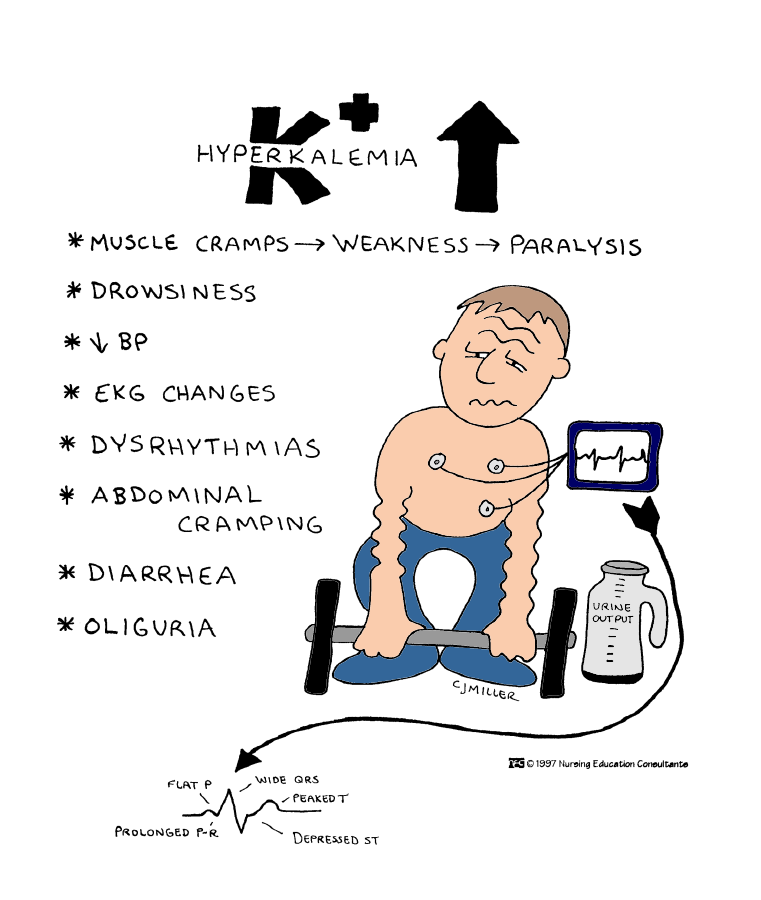 K+
HYPERKALEMIA
* MUSCLE CRAMPS → WEAKNESS → PARALYSIS
* DROWSINESS
* ↓ BP
* EKG CHANGES
* DYSRHYTHMIAS
* ABDOMINAL
CRAMPING
* DIARRHEA
* OLIGURIA
URINE
OUTPUT
CJMILLER
NEC © 1997 Nursing Education Consultants
FLAT P
WIDE QRS
PEAKED T
PROLONGED P-R
DEPRESSED ST